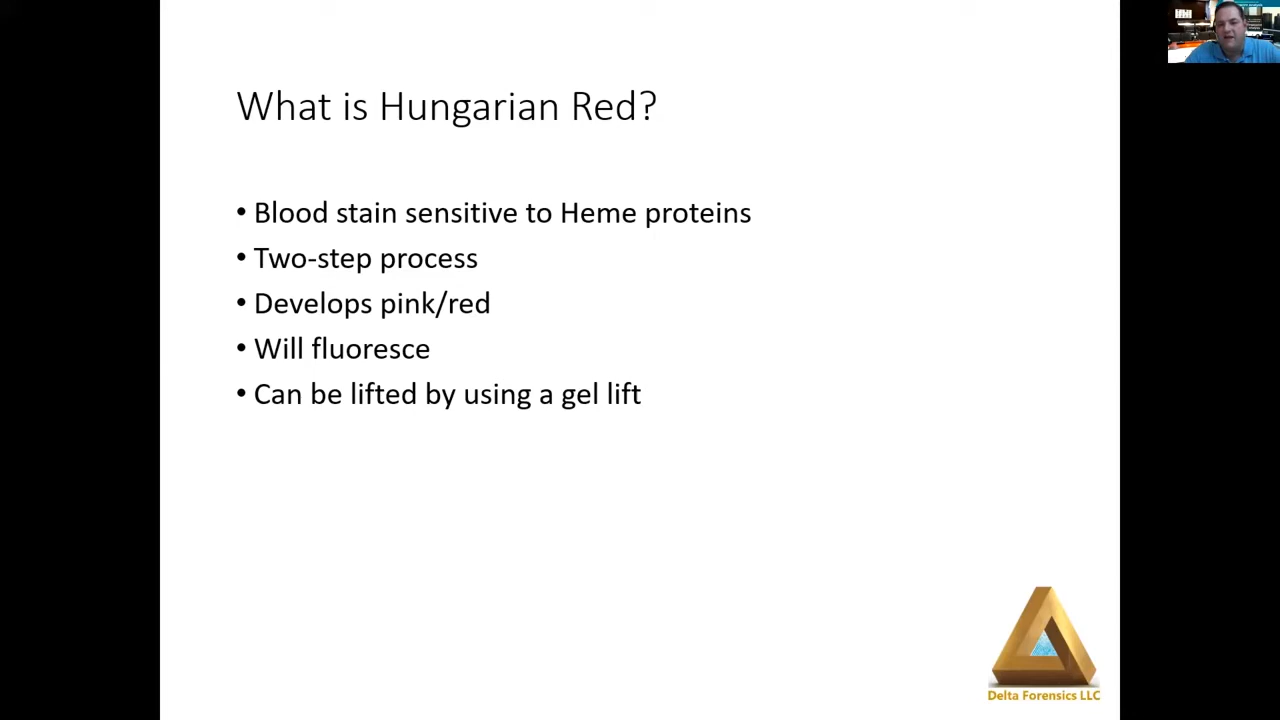 What is Hungarian Red?
• Blood stain sensitive to Heme proteins
• Two-step process
• Develops pink/red
• Will fluoresce
• Can be lifted by using a gel lift
Delta Forensics LLC